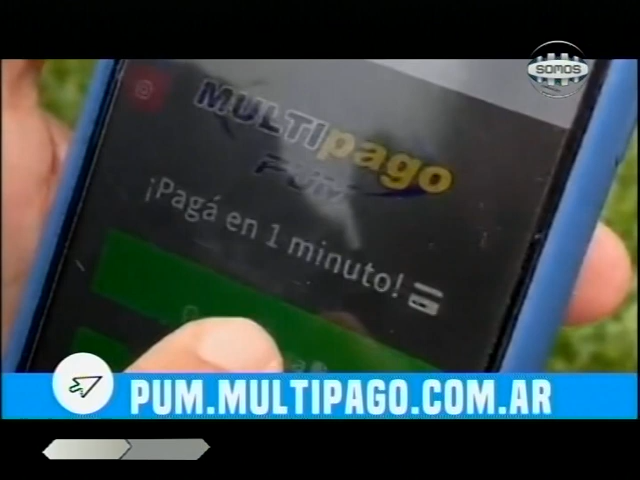 SOMOS
MULTIpago
PUM
¡Pagá en 1 minuto!
PUM.MULTIPAGO.COM.AR